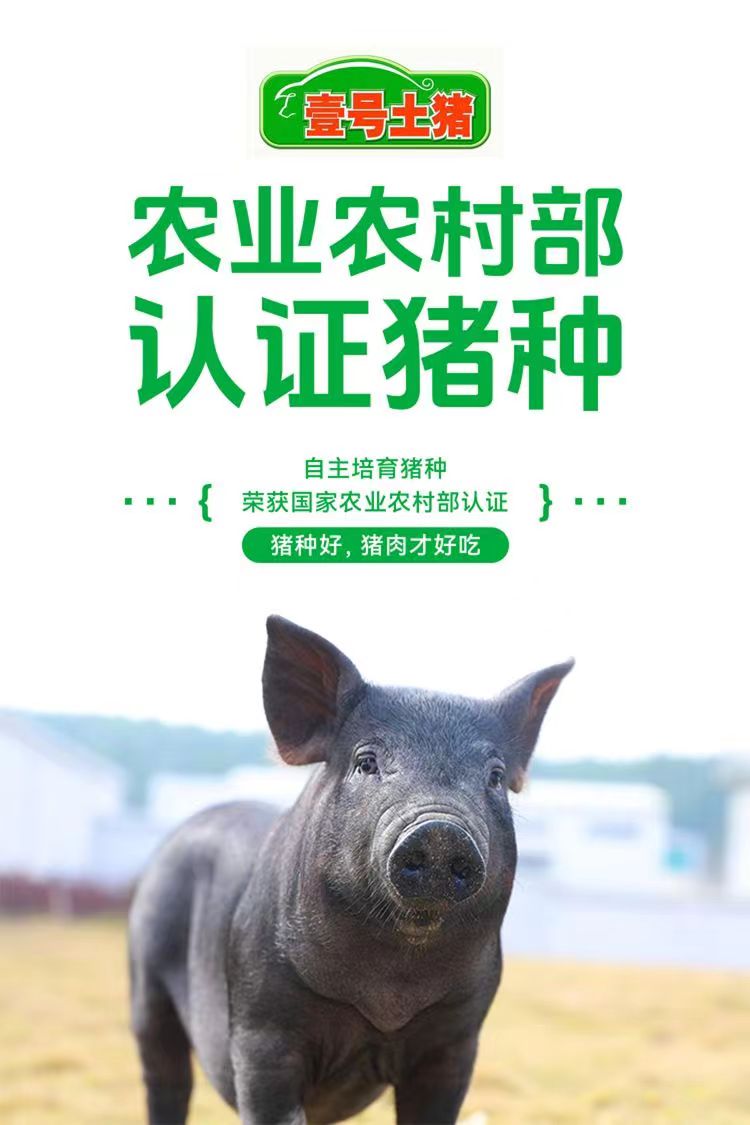 壹号土猪
农业农村部
认证猪种
自主培育猪种
荣获国家农业农村部认证
猪种好,猪肉才好吃